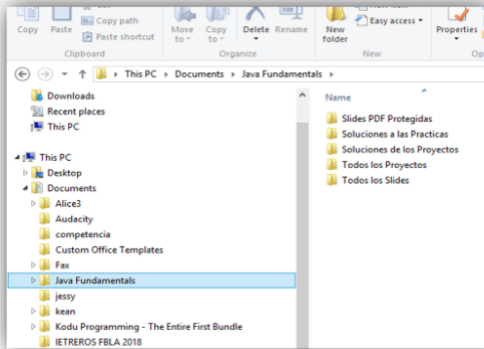 Copy path
Copy Paste Paste shortcut
Move to Copy to Delete Rename
New folder
Easy access
Properties
Clipboard Organize New
This PC Documents Java Fundamentals
Downloads
Recent places
This PC
This PC
Desktop
Documents
Alice3
Audacity
competencia
Custom Office Templates
Fax
Java Fundamentals
jessy
kean
Kodu Programming - The Entire First Bundle
IETREROS FBLA 2018
Name
Slides PDF Protegidas
Soluciones a las Practicas
Soluciones de los Proyectos
Todos los Proyectos
Todos los Slides